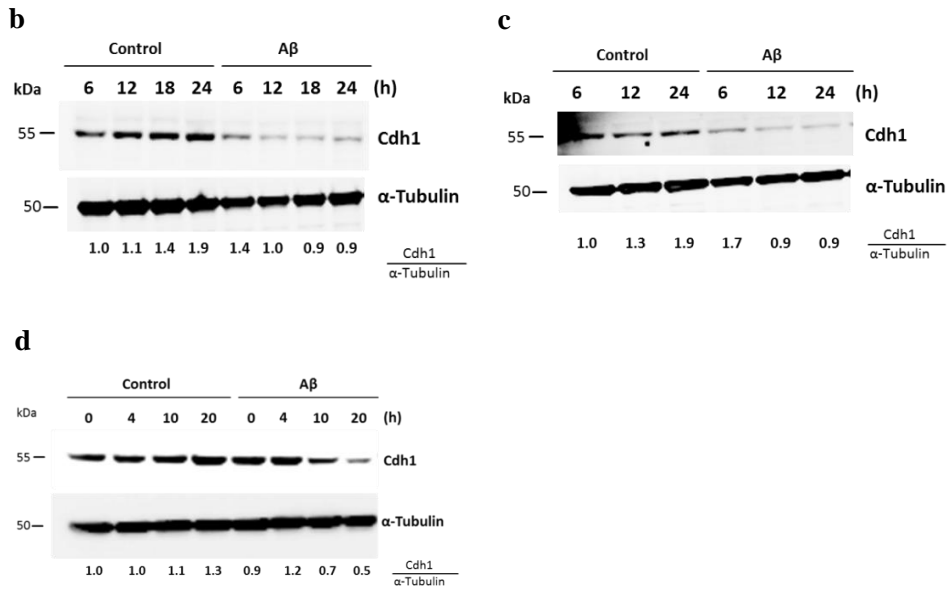 b
Control Aβ
kDa 6 12 18 24 6 12 18 24 (h)
55 Cdh1
50 α-Tubulin
1.0 1.1 1.4 1.9 1.4 1.0 0.9 0.9
Cdh1
α-Tubulin
c
Control Aβ
kDa 6 12 24 6 12 24 (h)
55 Cdh1
50 α-Tubulin
1.0 1.3 1.9 1.7 0.9 0.9
Cdh1
α-Tubulin
d
Control Aβ
kDa 0 4 10 20 0 4 10 20 (h)
55 Cdh1
50 α-Tubulin
1.0 1.0 1.1 1.3 0.9 1.2 0.7 0.5
Cdh1
α-Tubulin